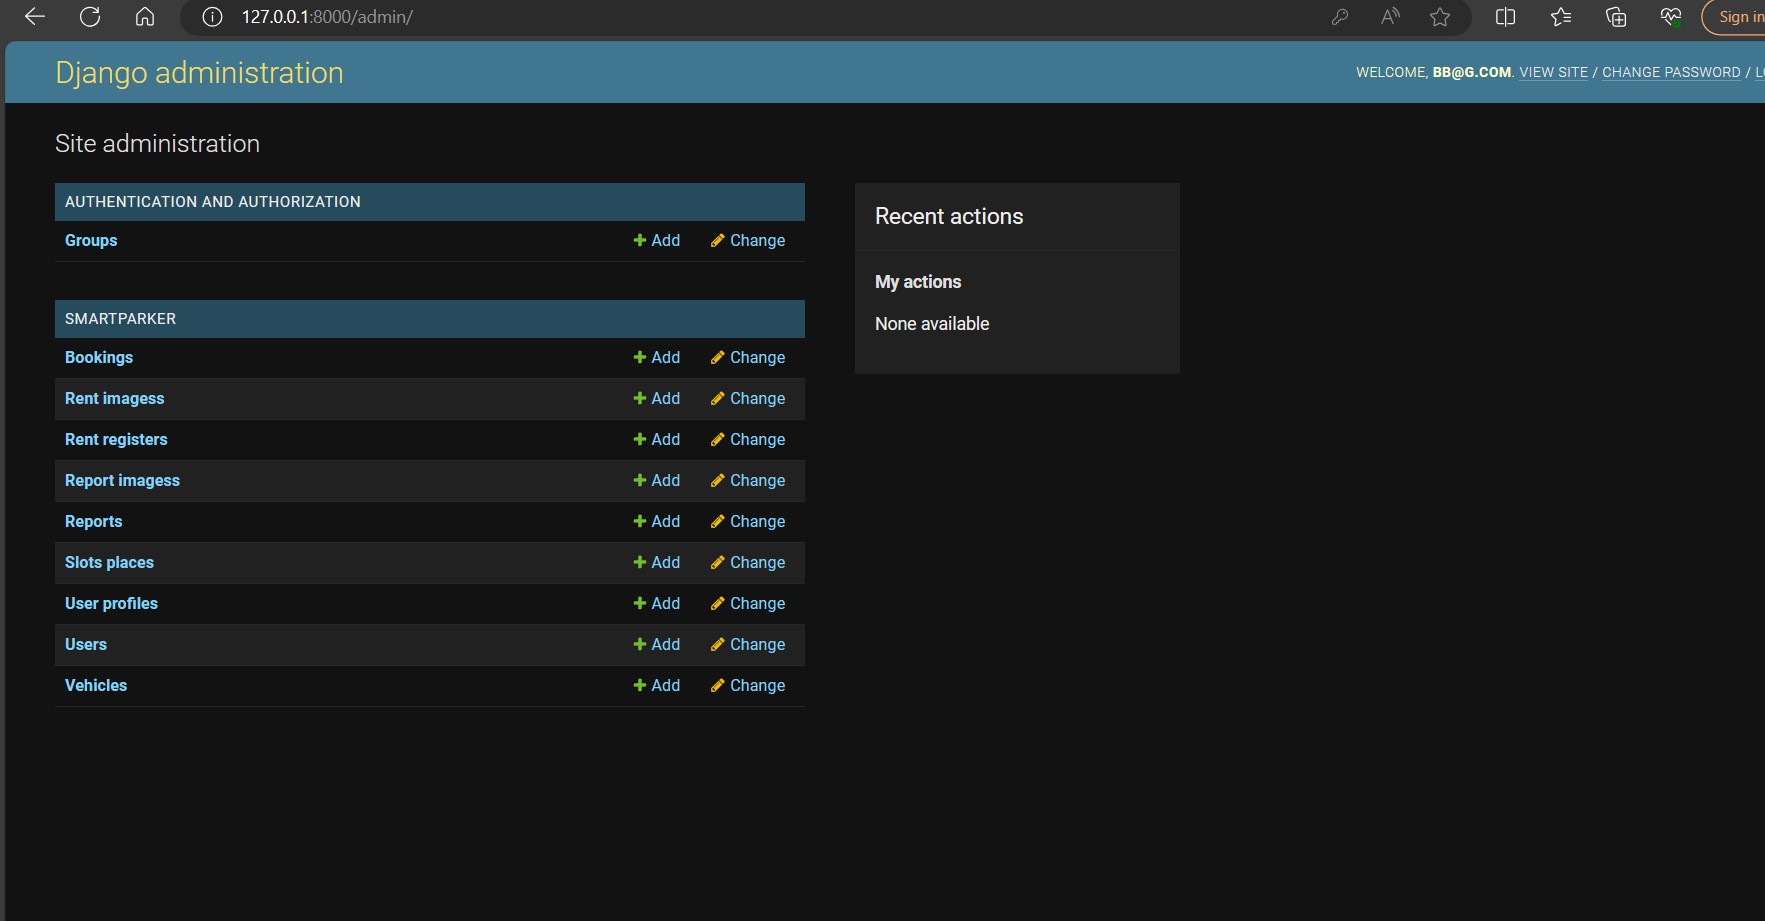 127.0.0.1:8000/admin/
Sign in
Django administration
WELCOME, BB@G.COM. VIEW SITE / CHANGE PASSWORD /
Site administration
AUTHENTICATION AND AUTHORIZATION
Groups Add Change
SMARTPARKER
Bookings Add Change
Rent imagess Add Change
Rent registers Add Change
Report imagess Add Change
Reports Add Change
Slots places Add Change
User profiles Add Change
Users Add Change
Vehicles Add Change
Recent actions
My actions
None available